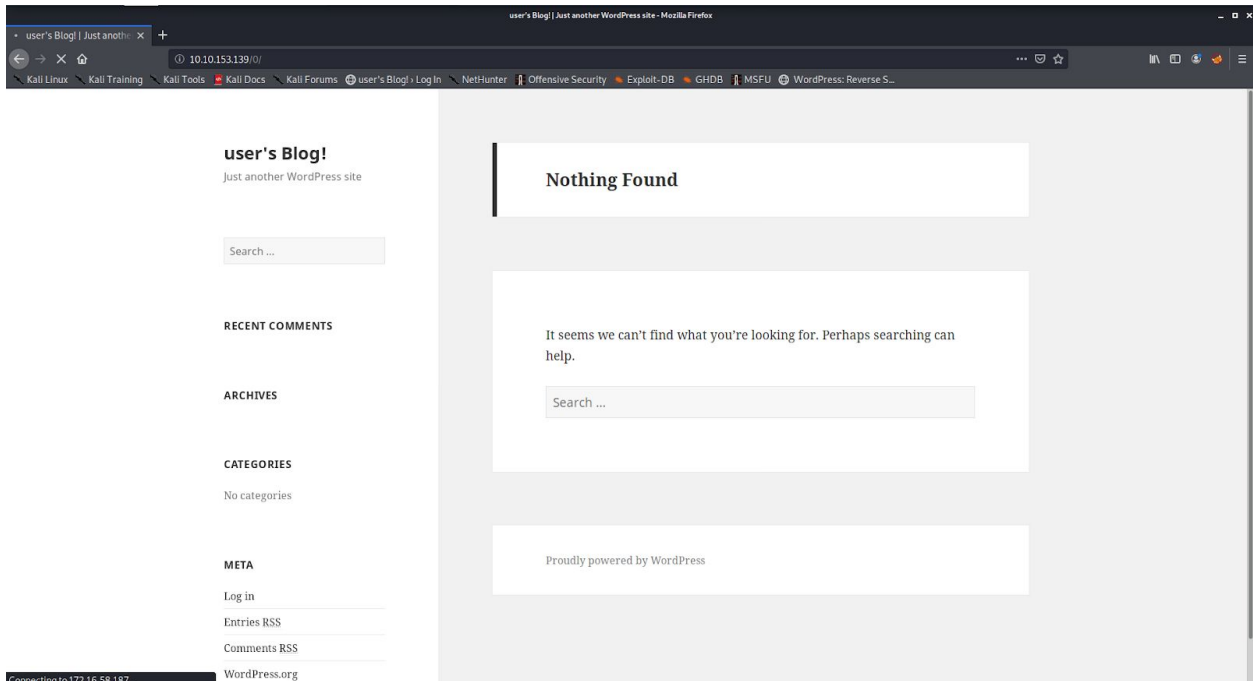 user's Blog! | Just another WordPress site - Mozilla Firefox
user's Blog! | Just anothe
10.10.153.139/0/
Kali Linux Kali Training Kali Tools Kali Docs Kali Forums user's Blog! › Log In NetHunter Offensive Security Exploit-DB GHDB MSFU WordPress: Reverse S...
user's Blog!
Just another WordPress site
Search ...
RECENT COMMENTS
ARCHIVES
CATEGORIES
No categories
META
Log in
Entries RSS
Comments RSS
WordPress.org
Nothing Found
It seems we can’t find what you’re looking for. Perhaps searching can
help.
Search ...
Proudly powered by WordPress
Connecting to 172.16.58.187